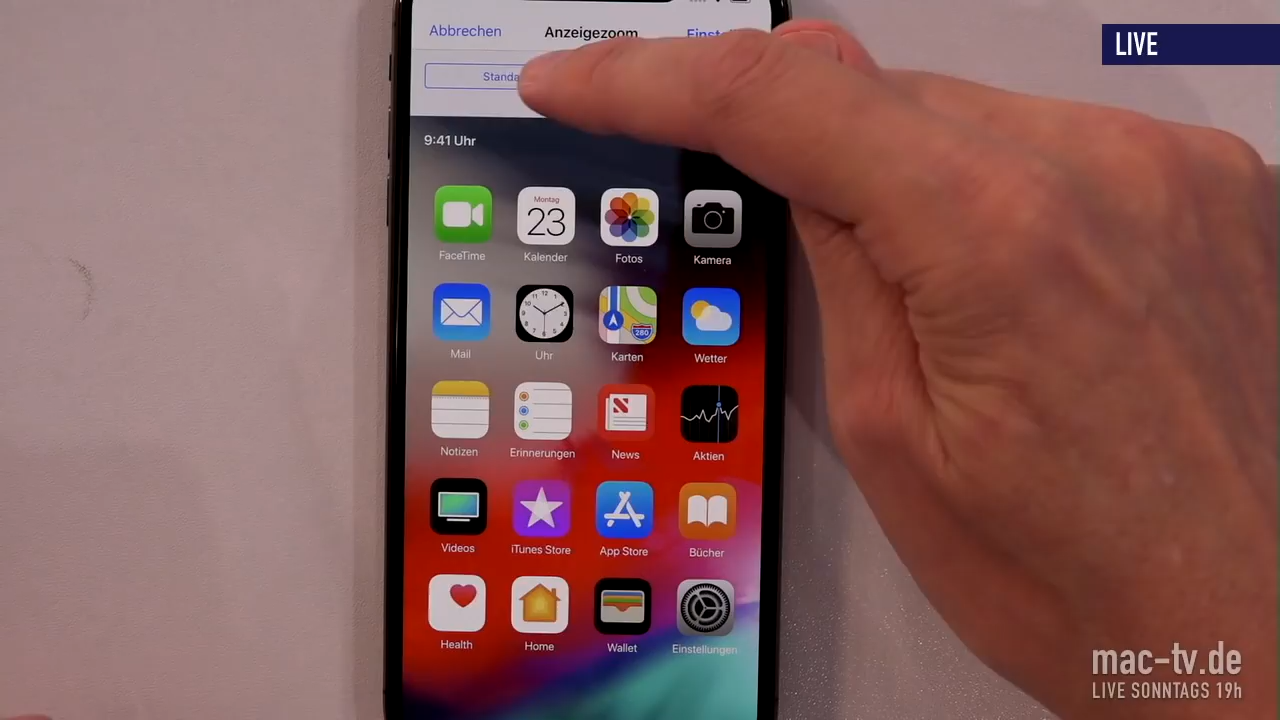 LIVE
Abbrechen
Anzeigezoom
9:41 Uhr
Montag
23
FaceTime
Kalender
Fotos
Kamera
280
Mail
Uhr
Karten
Wetter
Notizen
Erinnerungen
News
Aktien
Videos
iTunes Store
App Store
Bücher
Health
Home
Wallet
Einstellungen
mac-tv.de
LIVE SONNTAGS 19h